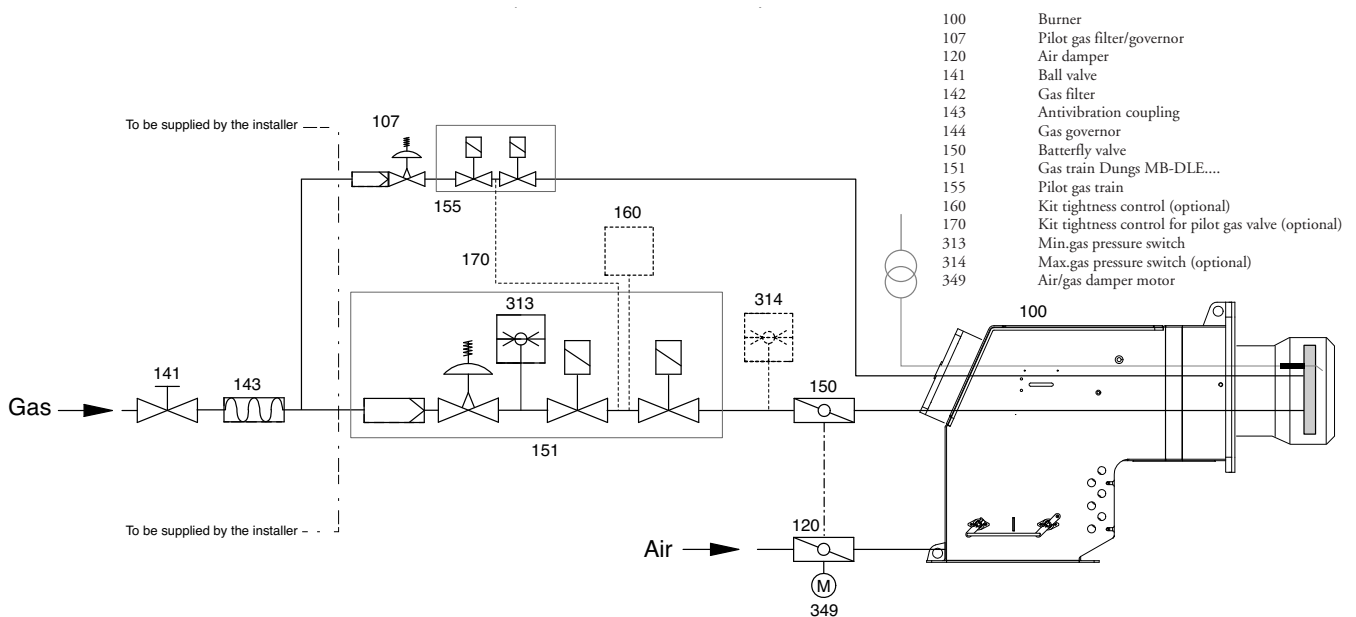 100 Burner
107 Pilot gas filter/governor
120 Air damper
141 Ball valve
142 Gas filter
143 Antivibration coupling
144 Gas governor
150 Batterfly valve
151 Gas train Dungs MB-DLE....
155 Pilot gas train
160 Kit tightness control (optional)
170 Kit tightness control for pilot gas valve (optional)
313 Min.gas pressure switch
314 Max.gas pressure switch (optional)
349 Air/gas damper motor
To be supplied by the installer
107
155
160
170
313
314
100
141
143
150
Gas
151
To be supplied by the installer
120
Air
M
349